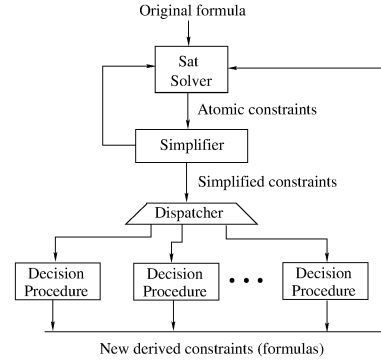 Original formula
Sat
Solver
Atomic constraints
Simplifier
Simplified constraints
Dispatcher
Decision
Procedure
Decision
Procedure
Decision
Procedure
New derived constraints (formulas)